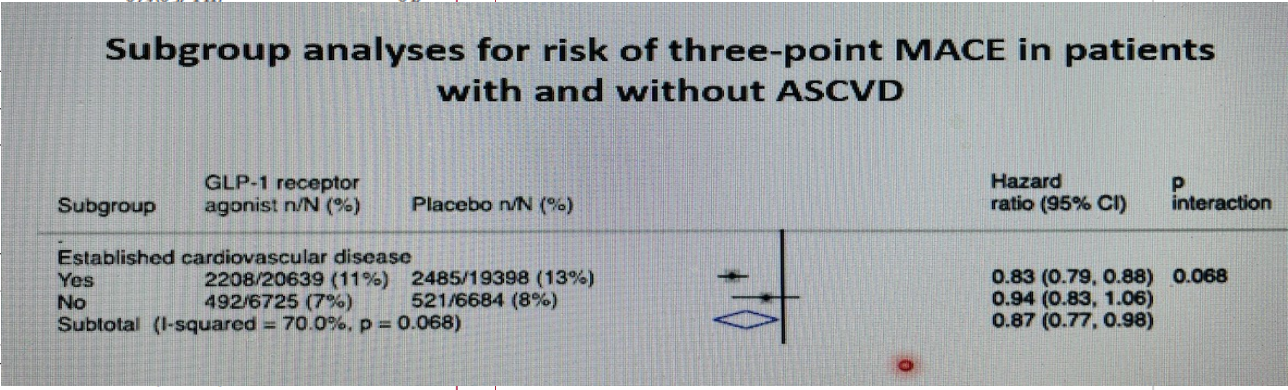 Subgroup analyses for risk of three-point MACE in patients
with and without ASCVD
GLP-1 receptor Hazard P
Subgroup agonist n/N (%) Placebo n/N (%) ratio (95% CI) interaction
Established cardiovascular disease
Yes 2208/20639 (11%) 2485/19398 (13%) 0.83 (0.79, 0.88) 0.068
No 492/6725 (7%) 521/6684 (8%) 0.94 (0.83, 1.06)
Subtotal (I-squared = 70.0%, p = 0.068) 0.87 (0.77, 0.98)